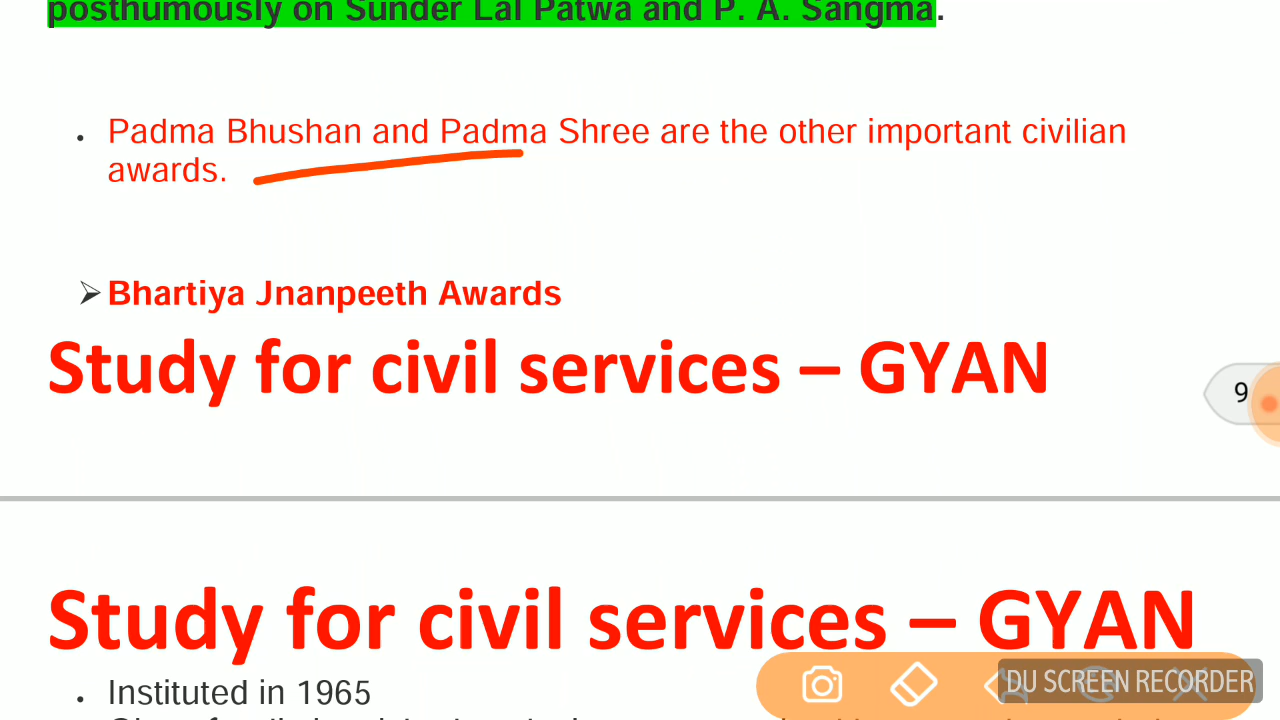 posthumously on Sunder Lal Patwa and P. A. Sangma.
• Padma Bhushan and Padma Shree are the other important civilian
awards.
➢ Bhartiya Jnanpeeth Awards
Study for civil services – GYAN
9
Study for civil services – GYAN
DU SCREEN RECORDER
• Instituted in 1965